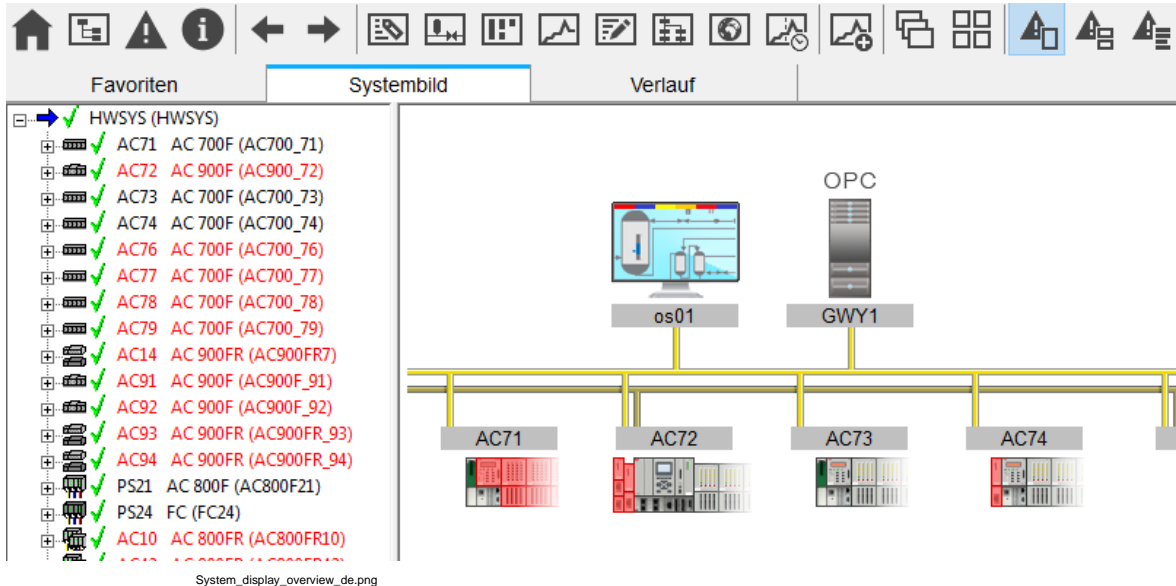 Favoriten Systembild Verlauf
HWSYS (HWSYS)
AC71 AC 700F (AC700_71)
AC72 AC 900F (AC900_72)
AC73 AC 700F (AC700_73)
AC74 AC 700F (AC700_74)
AC76 AC 700F (AC700_76)
AC77 AC 700F (AC700_77)
AC78 AC 700F (AC700_78)
AC79 AC 700F (AC700_79)
AC14 AC 900FR (AC900FR7)
AC91 AC 900F (AC900F_91)
AC92 AC 900F (AC900F_92)
AC93 AC 900FR (AC900FR_93)
AC94 AC 900FR (AC900FR_94)
PS21 AC 800F (AC800F21)
PS24 FC (FC24)
AC10 AC 800FR (AC800FR10)
OPC
os01 GWY1
AC71 AC72 AC73 AC74
System_display_overview_de.png